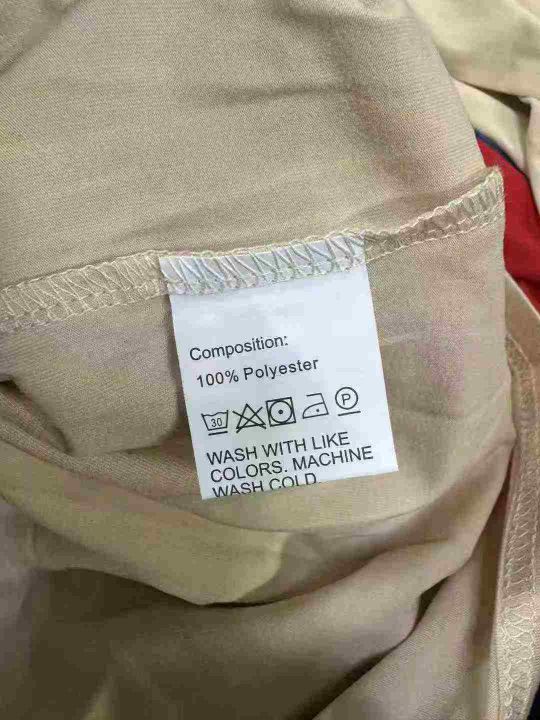 Composition:
100% Polyester
30 P
WASH WITH LIKE
COLORS. MACHINE
WASH COLD